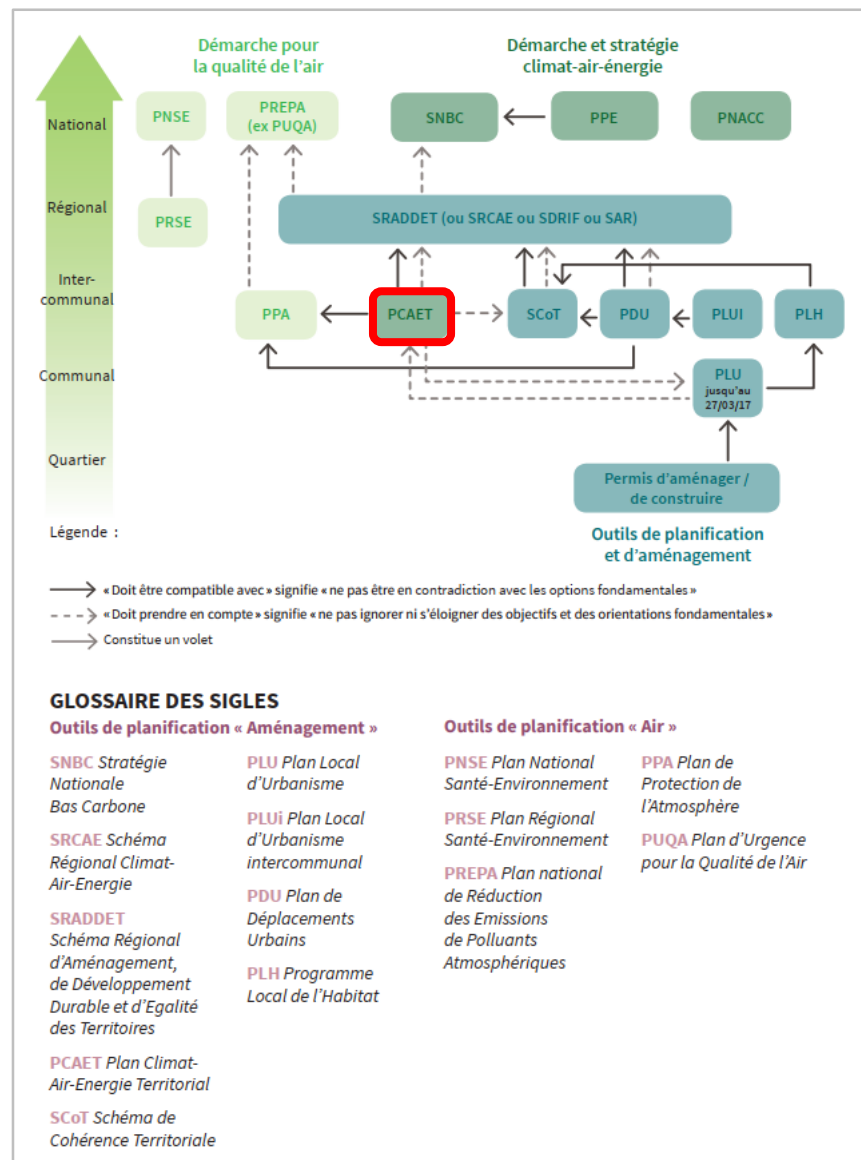 Démarche pour
la qualité de l'air
Démarche et stratégie
climat-air-énergie
National
PNSE
PREPA
(ex PUQA)
SNBC
PPE
PNACC
Régional
PRSE
SRADDET (ou SRCAE ou SDRIF ou SAR)
Inter-
communal
PPA
PCAET
SCoT
PDU
PLUI
PLH
Communal
PLU
jusqu'au
27/03/17
Quartier
Permis d'aménager /
de construire
Légende :
Outils de planification
et d'aménagement
« Doit être compatible avec » signifie « ne pas être en contradiction avec les options fondamentales »
« Doit prendre en compte » signifie « ne pas ignorer ni s'éloigner des objectifs et des orientations fondamentales »
Constitue un volet
GLOSSAIRE DES SIGLES
Outils de planification « Aménagement »
SNBC Stratégie
Nationale
Bas Carbone
SRCAE Schéma
Régional Climat-
Air-Energie
SRADDET
Schéma Régional
d'Aménagement,
de Développement
Durable et d'Egalité
des Territoires
PCAET Plan Climat-
Air-Energie Territorial
SCoT Schéma de
Cohérence Territoriale
PLU Plan Local
d'Urbanisme
PLUi Plan Local
d'Urbanisme
intercommunal
PDU Plan de
Déplacements
Urbains
PLH Programme
Local de l'Habitat
Outils de planification « Air »
PNSE Plan National
Santé-Environnement
PRSE Plan Régional
Santé-Environnement
PREPA Plan national
de Réduction
des Emissions
de Polluants
Atmosphériques
PPA Plan de
Protection de
l'Atmosphère
PUQA Plan d'Urgence
pour la Qualité de l'Air